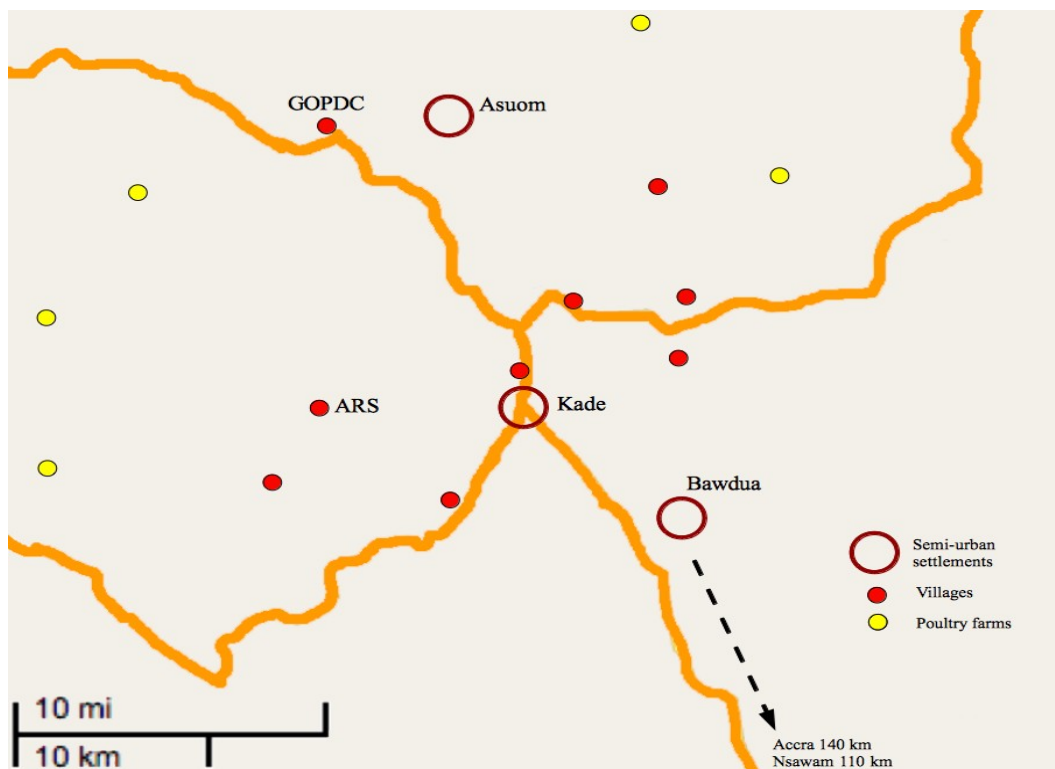 GOPDC
Asuom
ARS
Kade
Bawdua
Semi-urban
settlements
Villages
Poultry farms
10 mi
10 km
Accra 140 km
Nsawam 110 km